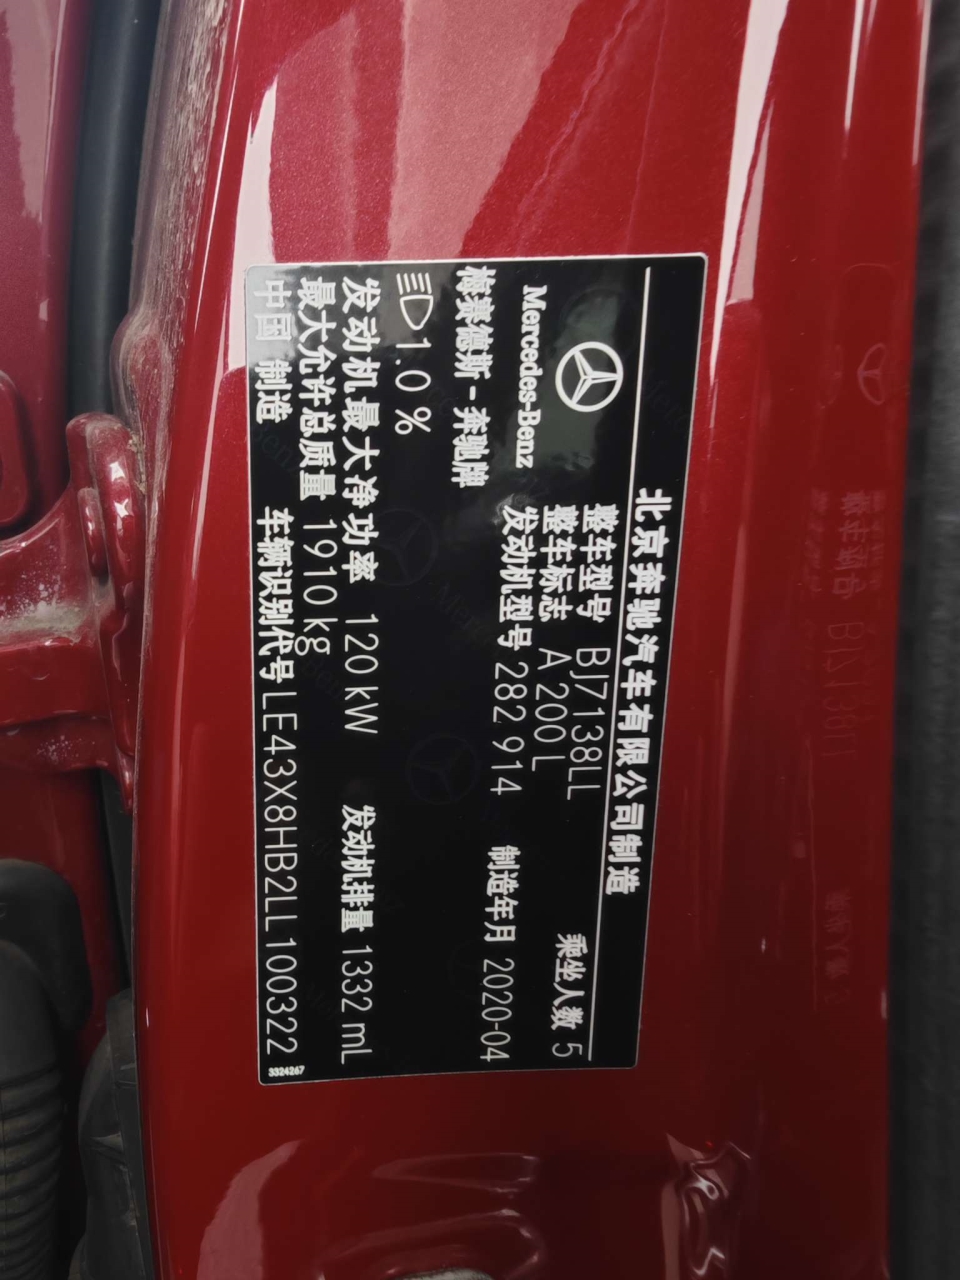 北京奔驰汽车有限公司制造
Mercedes-Benz
整车型号 BJ7138LL
整车标志 A 200 L
乘坐人数 5
梅赛德斯-奔驰牌
发动机型号 282 914
制造年月 2020-04
1.0%
发动机最大净功率 120 kW
发动机排量 1332 mL
最大允许总质量 1910 kg
中国 制造
车辆识别代号 LE43X8HB2LL100322
3324267